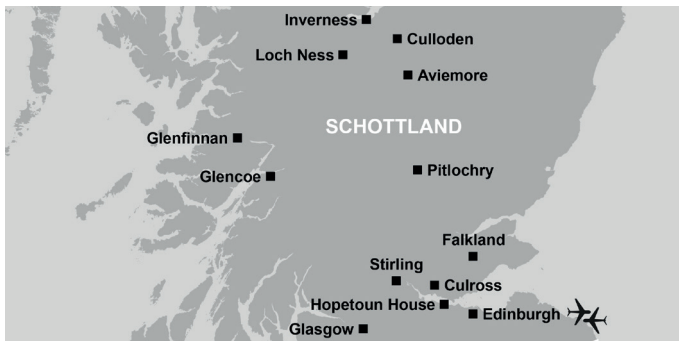 Inverness
Culloden
Loch Ness
Aviemore
SCHOTTLAND
Glenfinnan
Pitlochry
Glencoe
Falkland
Stirling
Culross
Hopetoun House
Edinburgh
Glasgow